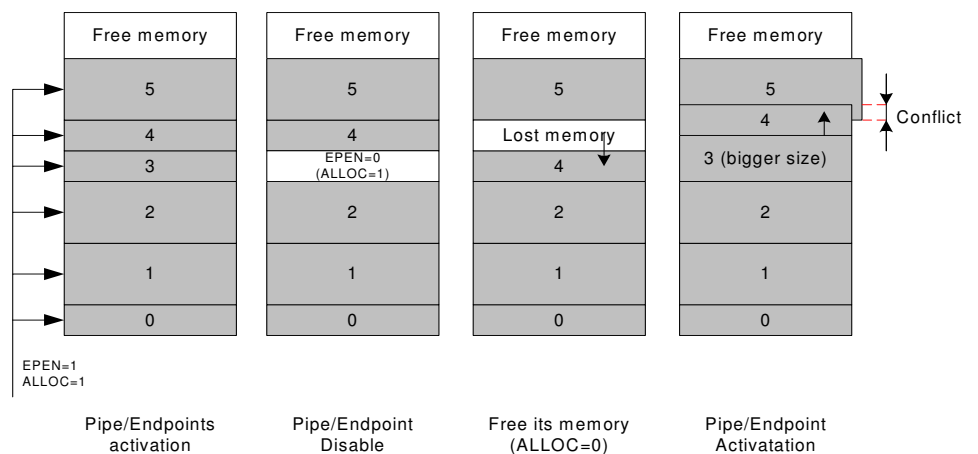 Free memory
Free memory
Free memory
Free memory
5
5
5
5
4
4
Lost memory
4
Conflict
3
EPEN=0
(ALLOC=1)
4
3 (bigger size)
2
2
2
2
1
1
1
1
0
0
0
0
EPEN=1
ALLOC=1
Pipe/Endpoints
activation
Pipe/Endpoint
Disable
Free its memory
(ALLOC=0)
Pipe/Endpoint
Activatation